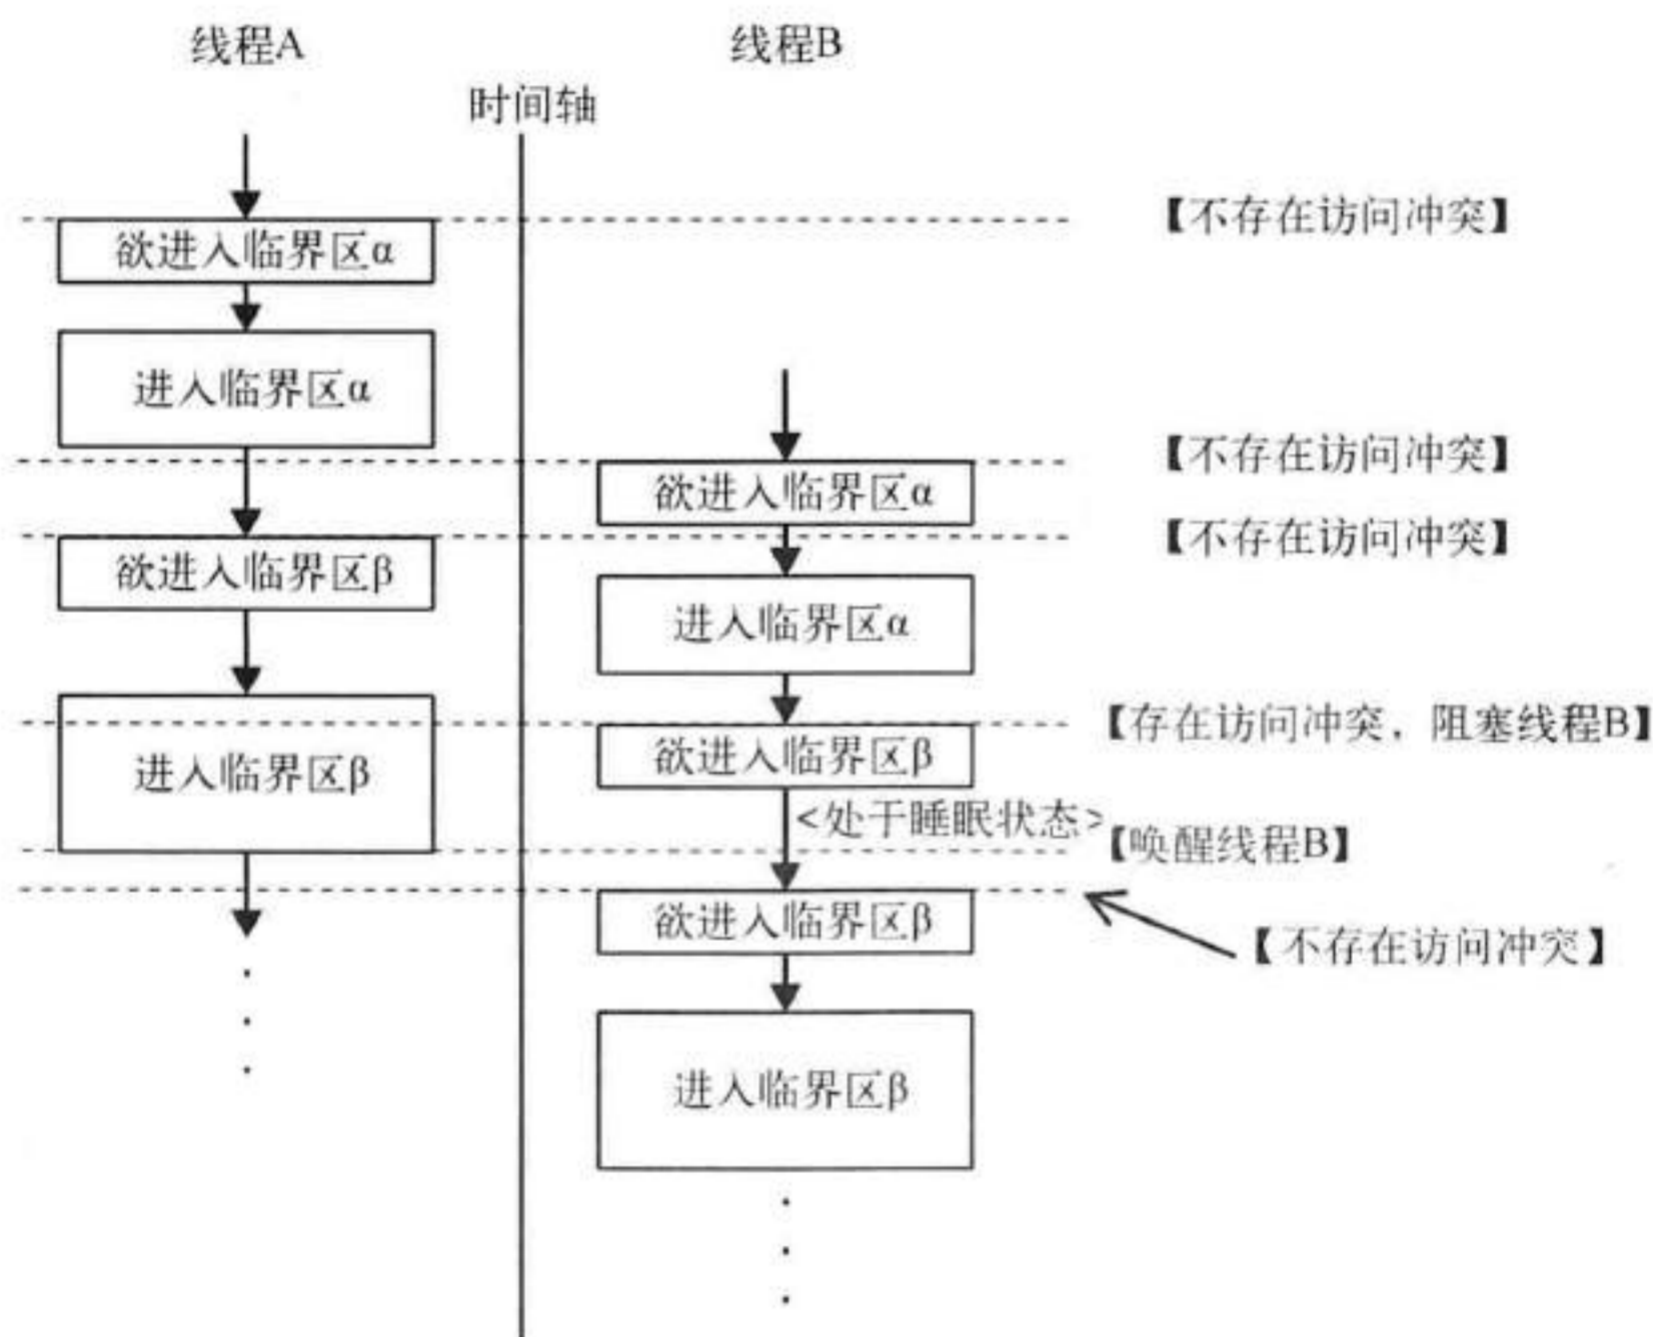 线程A
线程B
时间轴
【不存在访问冲突】
欲进入临界区α
进入临界区α
【不存在访问冲突】
欲进入临界区α
【不存在访问冲突】
欲进入临界区β
进入临界区α
【存在访问冲突，阻塞线程B】
欲进入临界区β
进入临界区β
<处于睡眠状态>
【唤醒线程B】
欲进入临界区β
【不存在访问冲突】
进入临界区β